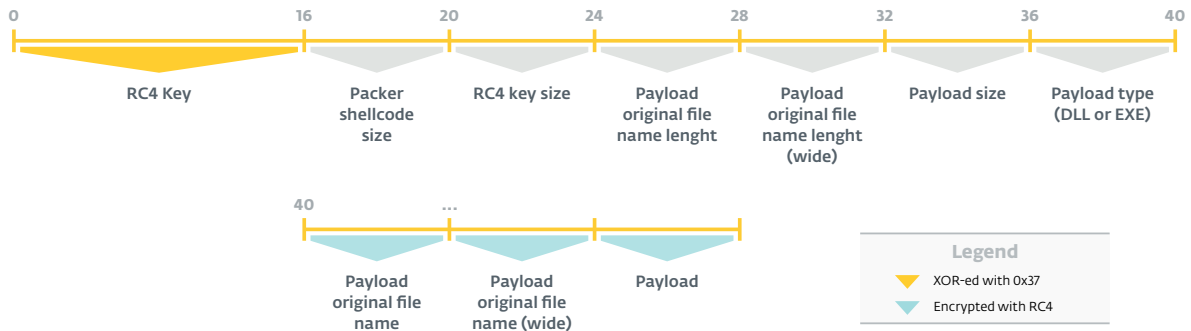 0 16 20 24 28 32 36 40
RC4 Key
Packer
shellcode
size
RC4 key size
Payload
original file
name lenght
Payload
original file
name lenght
(wide)
Payload size
Payload type
(DLL or EXE)
40 ...
Payload
original file
name
Payload
original file
name (wide)
Payload
Legend
XOR-ed with 0x37
Encrypted with RC4